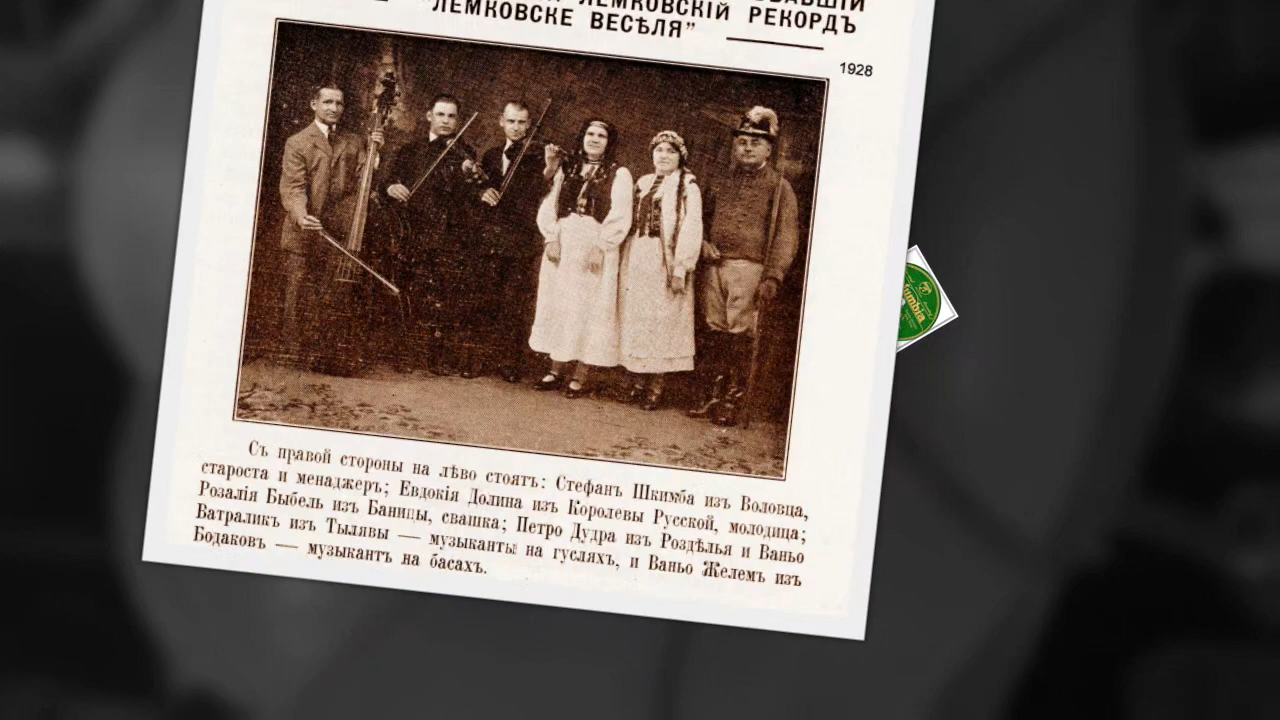 ЛЕМКОВСКІЙ РЕКОРДЪ
“ЛЕМКОВСКЕ ВЕСѢЛЯ”
1928
Съ правой стороны на лѣво стоятъ: Стефанъ Шкимба изъ Воловца,
староста и менаджеръ; Евдокія Долина изъ Королевы Русской, молодица;
Розалія Быбель изъ Баницы, свашка; Петро Дудра изъ Роздѣлья и Ваньо
Ватраликъ изъ Тылявы — музыканты на гусляхъ, и Ваньо Желемъ изъ
Бодаковъ — музыкантъ на басахъ.